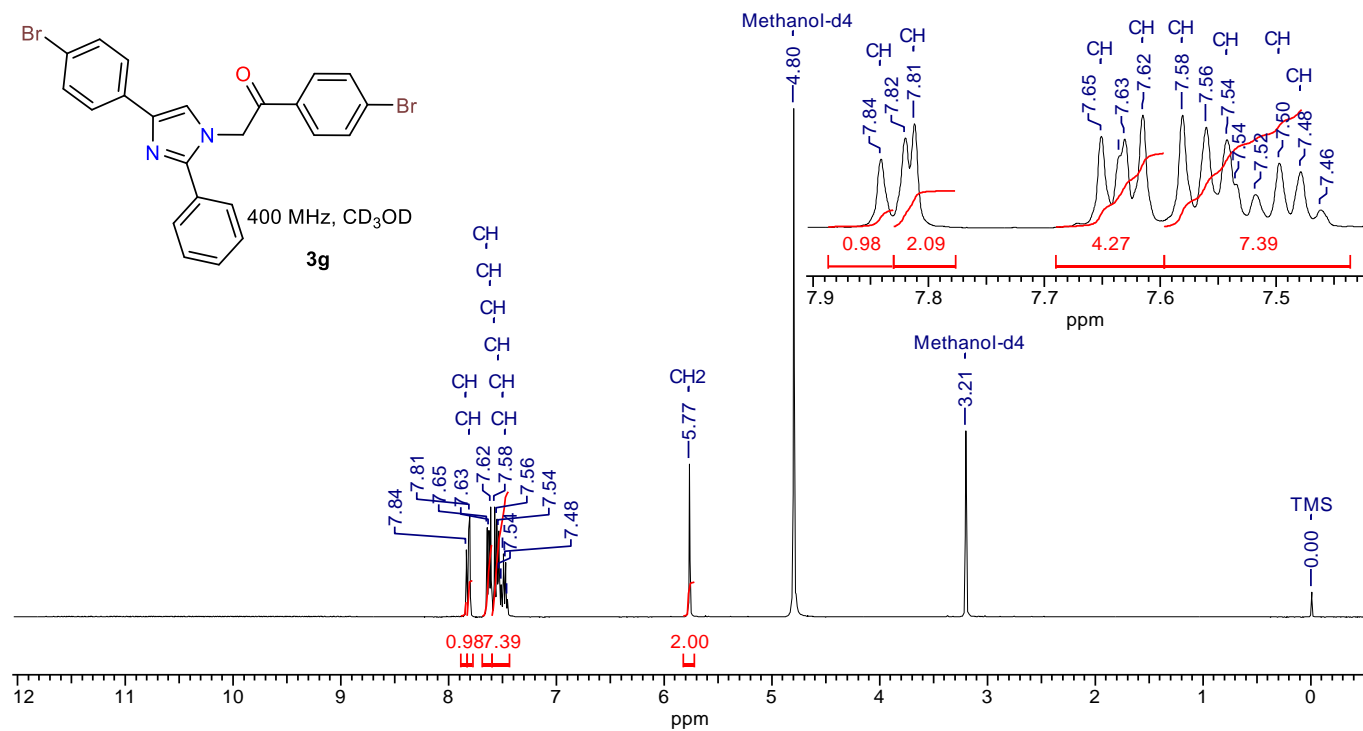 Br
O
Br
N
N
400 MHz, CD3OD
3g
Methanol-d4
4.80
CH
CH
CH
CH
CH
CH
CH
CH
7.84
7.82
7.81
7.65
7.63
7.62
7.58
7.56
7.54
7.54
7.52
7.50
7.48
7.46
0.98
2.09
4.27
7.39
7.9
7.8
7.7
7.6
7.5
ppm
CH
CH
CH
CH
CH
CH
CH
CH
7.84
7.81
7.65
7.63
7.62
7.58
7.56
7.54
7.54
7.48
CH2
5.77
Methanol-d4
3.21
TMS
0.00
0.98
7.39
2.00
12
11
10
9
8
7
6
5
4
3
2
1
0
ppm